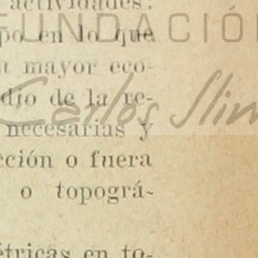 actividades.
FUNDACIÓ
po en lo que
mayor eco-
dio de la re-
Carlos Slim
necesarias y
cción o fuera
o topográ-
étricas en to-